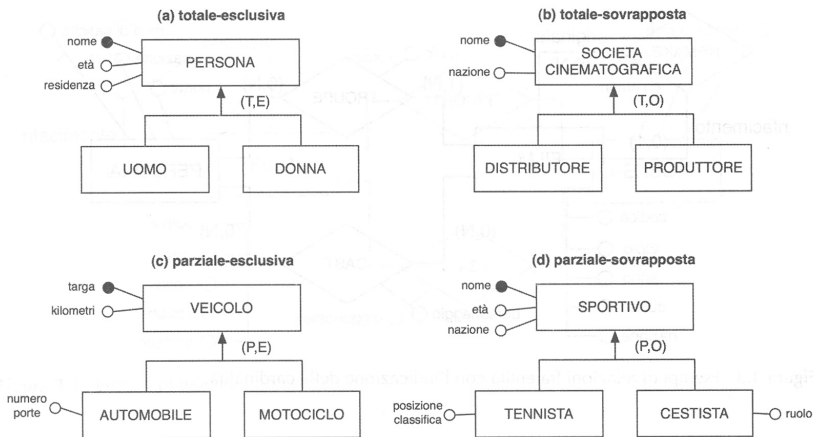 (a) totale-esclusiva
nome
età
residenza
PERSONA
(T,E)
UOMO
DONNA
(b) totale-sovrapposta
nome
nazione
SOCIETA
CINEMATOGRAFICA
(T,O)
DISTRIBUTORE
PRODUTTORE
(c) parziale-esclusiva
targa
kilometri
VEICOLO
(P,E)
numero
porte
AUTOMOBILE
MOTOCICLO
(d) parziale-sovrapposta
nome
età
nazione
SPORTIVO
(P,O)
posizione
classifica
TENNISTA
CESTISTA
ruolo